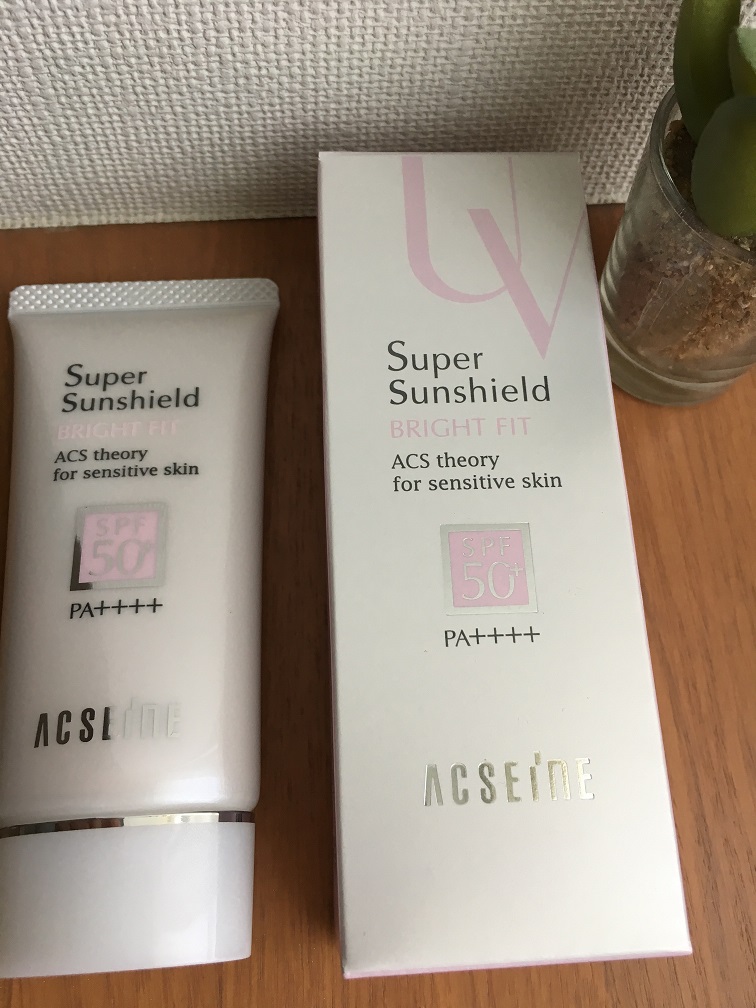 Super
Sunshield
BRIGHT FIT
ACS theory
for sensitive skin
SPF
50+
PA++++
ACSEINE
UV
Super
Sunshield
BRIGHT FIT
ACS theory
for sensitive skin
SPF
50+
PA++++
ACSEINE